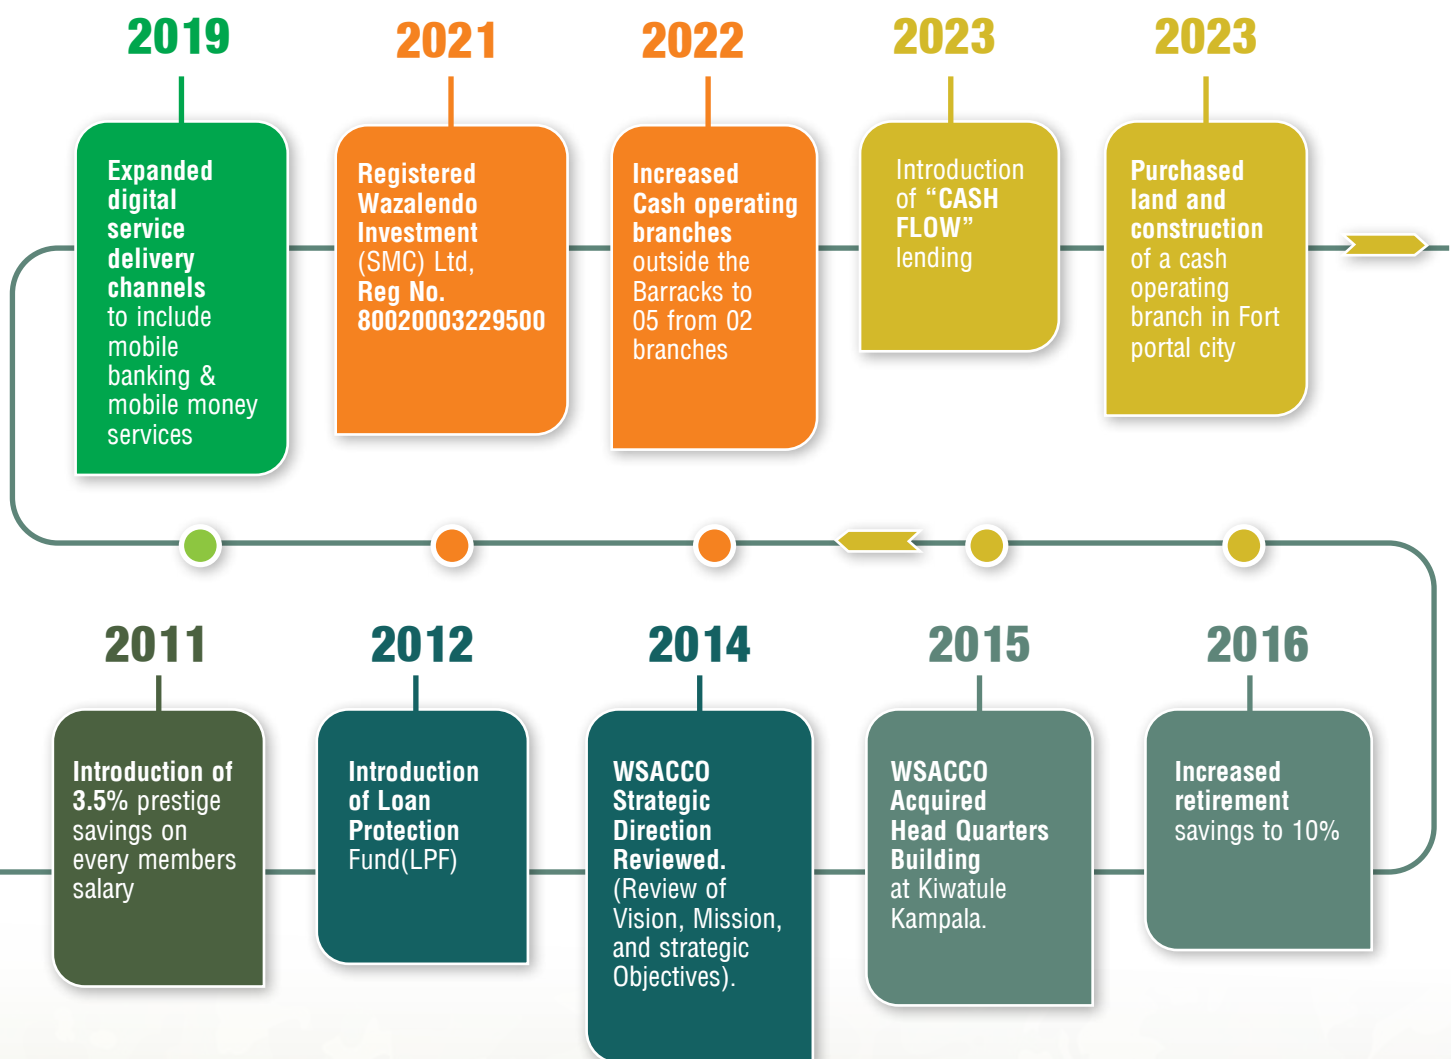 2019
Expanded
digital
service
delivery
channels
to include
mobile
banking &
mobile money
services
2021
Registered
Wazalendo
Investment
(SMC) Ltd,
Reg No.
80020003229500
2022
Increased
Cash operating
branches
outside the
Barracks to
05 from 02
branches
2023
Introduction
of “CASH
FLOW”
lending
2023
Purchased
land and
construction
of a cash
operating
branch in Fort
portal city
2011
Introduction of
3.5% prestige
savings on
every members
salary
2012
Introduction
of Loan
Protection
Fund(LPF)
2014
WSACCO
Strategic
Direction
Reviewed.
(Review of
Vision, Mission,
and strategic
Objectives).
2015
WSACCO
Acquired
Head Quarters
Building
at Kiwatule
Kampala.
2016
Increased
retirement
savings to 10%